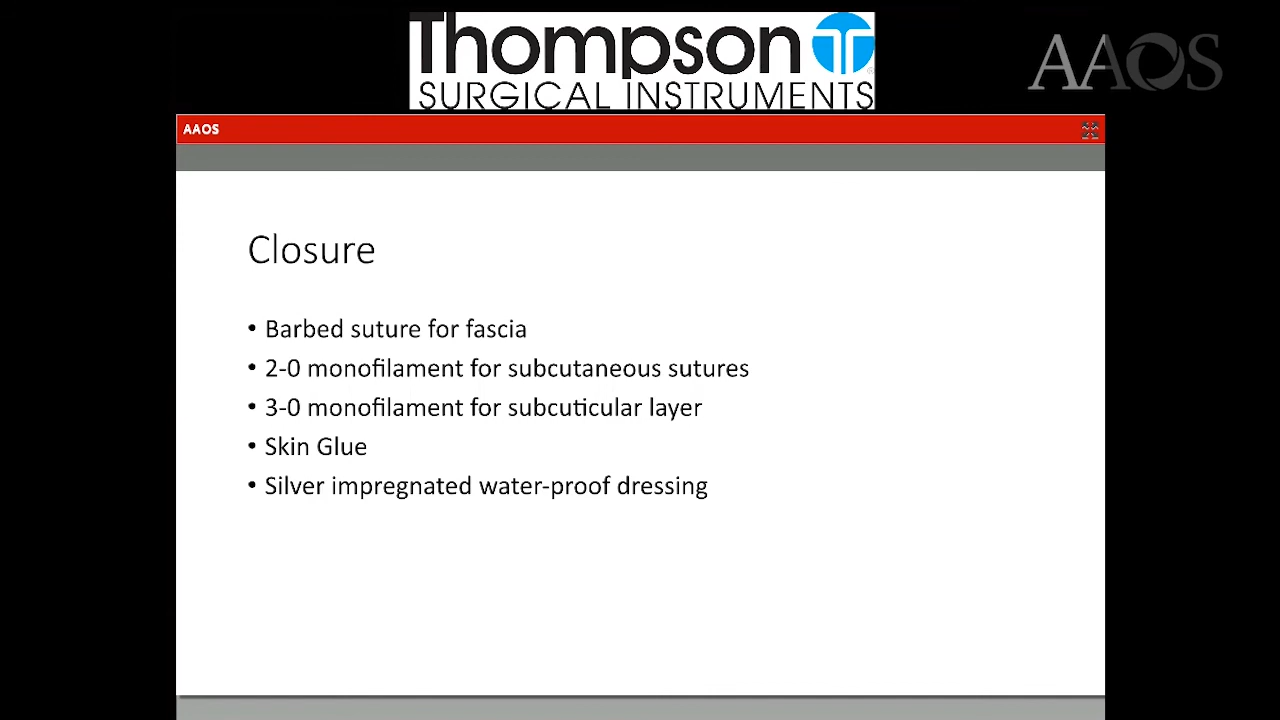 Thompson
SURGICAL INSTRUMENTS
AAOS
AAOS
Closure
• Barbed suture for fascia
• 2-0 monofilament for subcutaneous sutures
• 3-0 monofilament for subcuticular layer
• Skin Glue
• Silver impregnated water-proof dressing